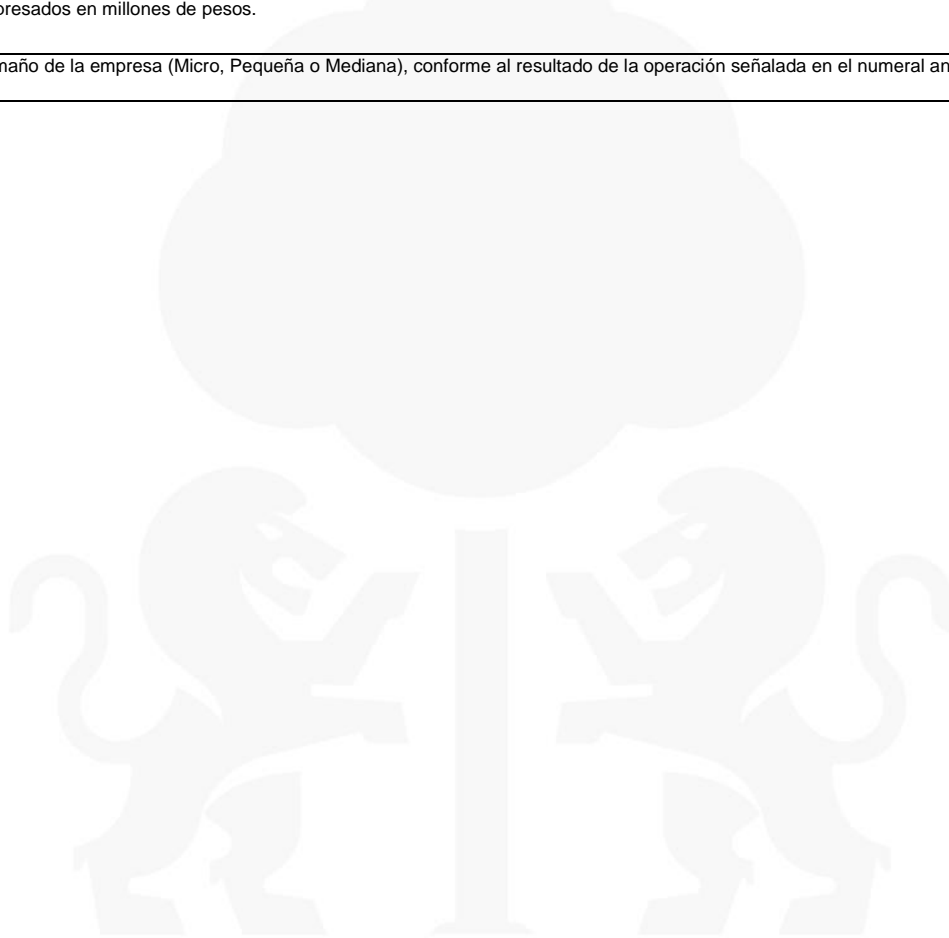 presados en millones de pesos.
maño de la empresa (Micro, Pequeña o Mediana), conforme al resultado de la operación señalada en el numeral an